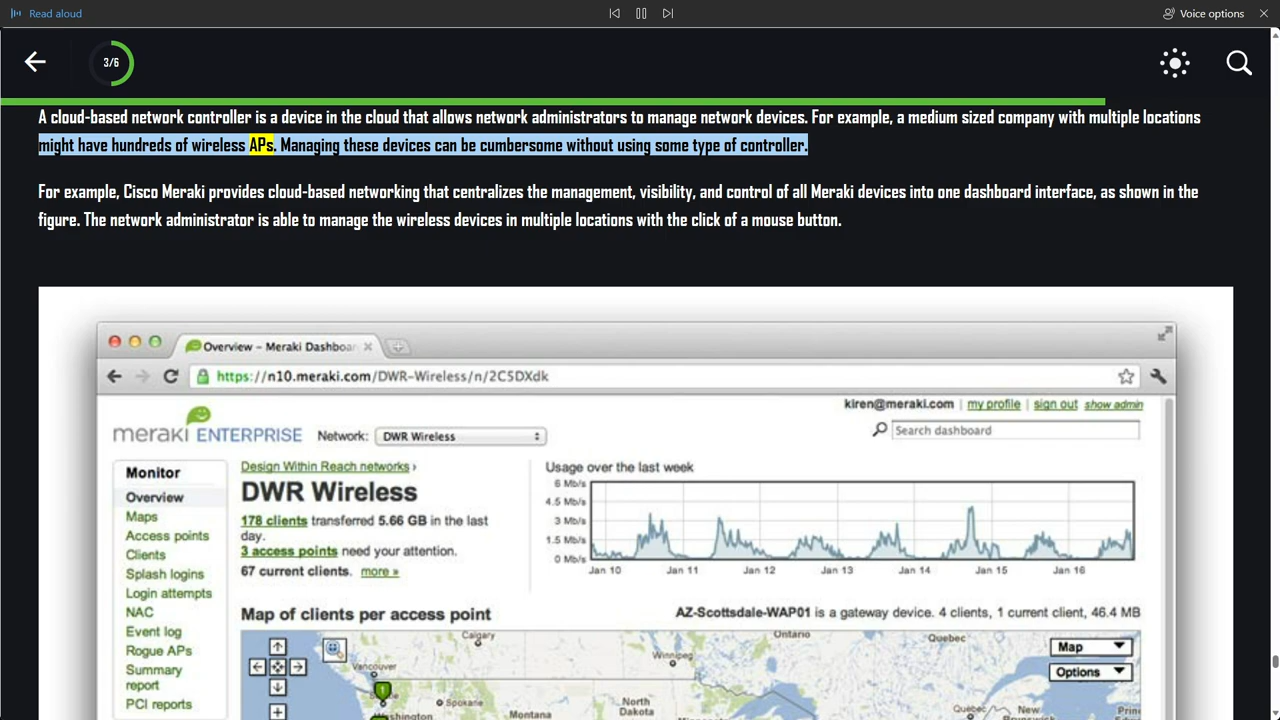 Read aloud
Voice options
3/6
A cloud-based network controller is a device in the cloud that allows network administrators to manage network devices. For example, a medium sized company with multiple locations
might have hundreds of wireless APs. Managing these devices can be cumbersome without using some type of controller.
For example, Cisco Meraki provides cloud-based networking that centralizes the management, visibility, and control of all Meraki devices into one dashboard interface, as shown in the
figure. The network administrator is able to manage the wireless devices in multiple locations with the click of a mouse button.
Overview – Meraki Dashboar
https://n10.meraki.com/DWR-Wireless/n/2C5DXdk
kiren@meraki.com | my profile | sign out show admin
meraki ENTERPRISE Network: DWR Wireless
Search dashboard
Monitor
Overview
Maps
Access points
Clients
Splash logins
Login attempts
NAC
Event log
Rogue APs
Summary
report
PCI reports
Design Within Reach networks ›
DWR Wireless
178 clients transferred 5.66 GB in the last
day.
3 access points need your attention.
67 current clients. more »
Usage over the last week
6 Mb/s
4.5 Mb/s
3 Mb/s
1.5 Mb/s
0 Mb/s
Jan 10 Jan 11 Jan 12 Jan 13 Jan 14 Jan 15 Jan 16
Map of clients per access point
AZ-Scottsdale-WAP01 is a gateway device. 4 clients, 1 current client, 46.4 MB
Calgary
Ontario
Quebec
Map
Vancouver
Winnipeg
Options
1
Spokane
North
Dakota
Montana
Quebec
New